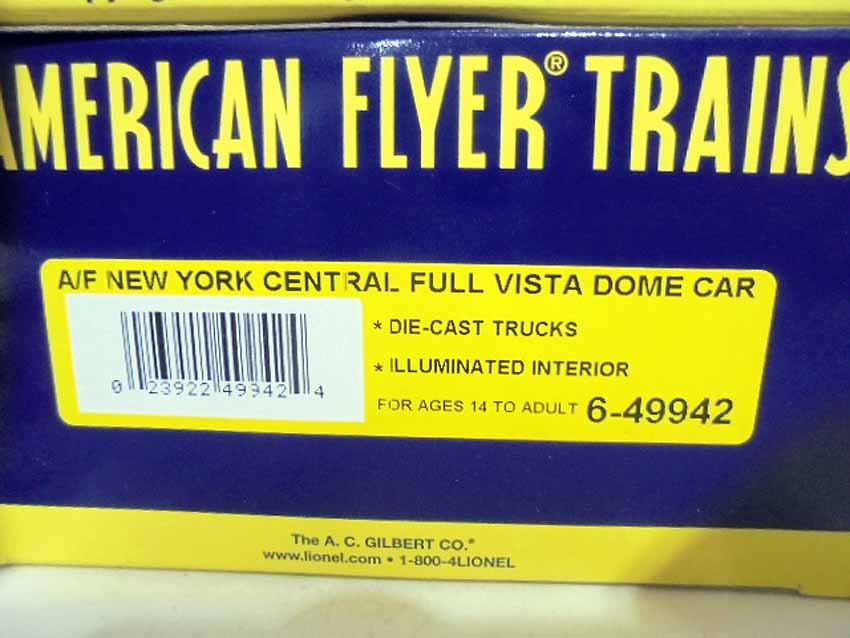 AMERICAN FLYER® TRAINS
A/F NEW YORK CENTRAL FULL VISTA DOME CAR
* DIE-CAST TRUCKS
* ILLUMINATED INTERIOR
0 23922 49942 4
FOR AGES 14 TO ADULT 6-49942
The A. C. GILBERT CO.®
www.lionel.com • 1-800-4LIONEL